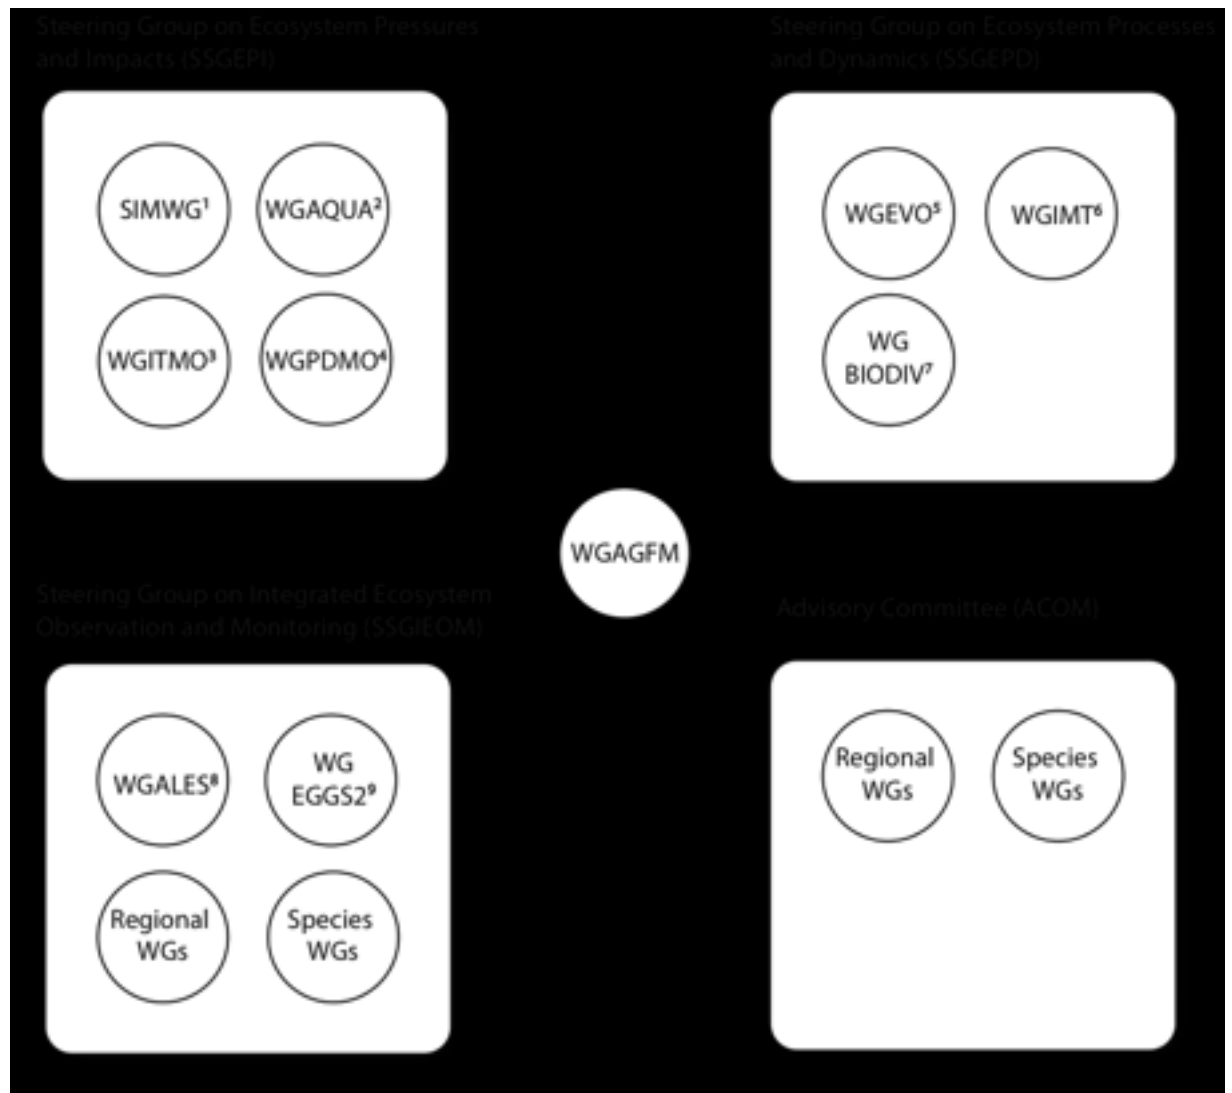 Steering Group on Ecosystem Pressures
and Impacts (SSGEPI)
SIMWG¹
WGAQUA²
WGITMO³
WGPDMO⁴
Steering Group on Ecosystem Processes
and Dynamics (SSGEPD)
WGEVO⁵
WGIMT⁶
WG
BIODIV⁷
WGAGFM
Steering Group on Integrated Ecosystem
Observation and Monitoring (SSGIEOM)
WGALES⁸
WG
EGGS2⁹
Regional
WGs
Species
WGs
Advisory Committee (ACOM)
Regional
WGs
Species
WGs